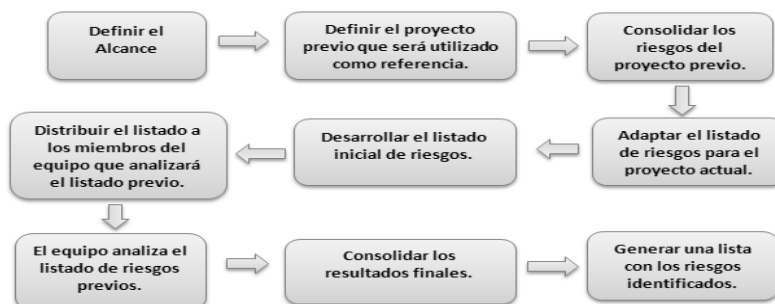 Definir el
Alcance
Definir el proyecto
previo que será utilizado
como referencia.
Consolidar los
riesgos del
proyecto previo.
Adaptar el listado
de riesgos para el
proyecto actual.
Desarrollar el listado
inicial de riesgos.
Distribuir el listado a
los miembros del
equipo que analizará
el listado previo.
El equipo analiza el
listado de riesgos
previos.
Consolidar los
resultados finales.
Generar una lista
con los riesgos
identificados.